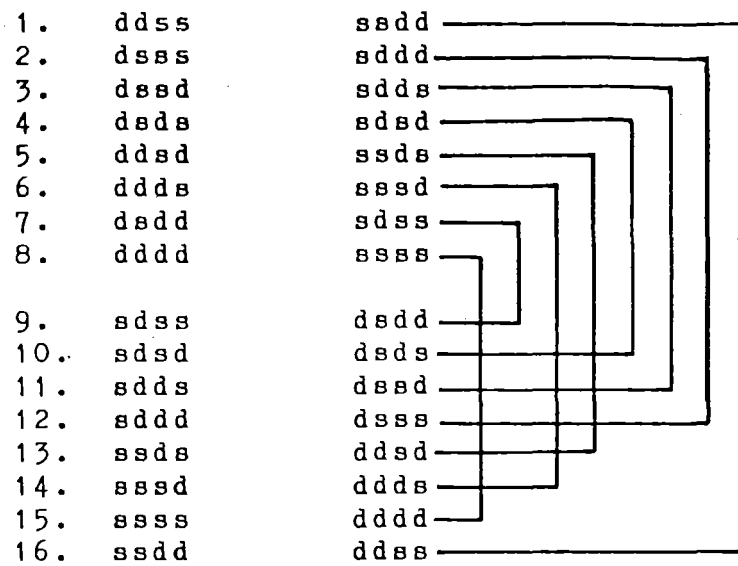 1. ddss ssdd
2. dsss sddd
3. dssd sdds
4. dsds sdsd
5. ddsd ssds
6. ddds sssd
7. dsdd sdss
8. dddd ssss
9. sdss dsdd
10. sdsd dsds
11. sdds dssd
12. sddd dsss
13. ssds ddsd
14. sssd ddds
15. ssss dddd
16. ssdd ddss